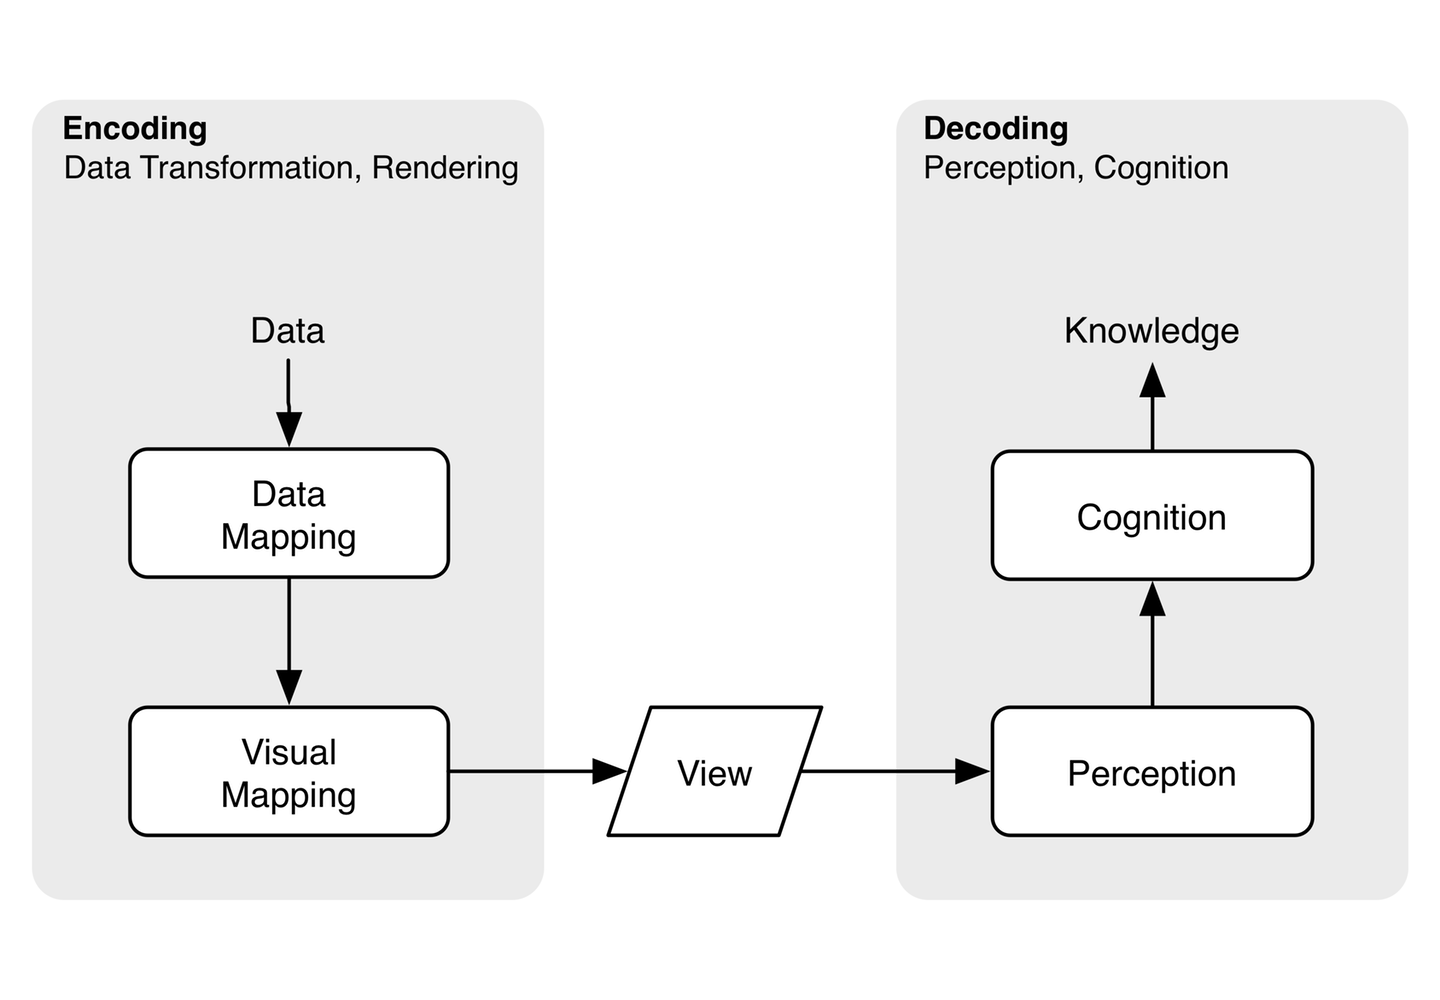 Encoding
Data Transformation, Rendering
Data
Data
Mapping
Visual
Mapping
View
Decoding
Perception, Cognition
Knowledge
Cognition
Perception